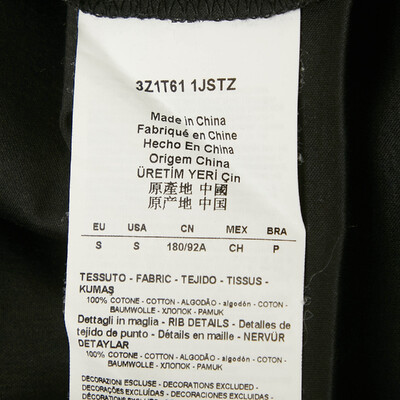 3Z1T61 1JSTZ
Made in China
Fabriqué en Chine
Hecho En China
Origem China
ÜRETİM YERİ Çin
原產地 中國
原产地 中国
EU USA CN MEX BRA
S S 180/92A CH P
TESSUTO - FABRIC - TEJIDO - TISSUS -
KUMAŞ
100% COTONE - COTTON - ALGODÃO - algodón - COTON -
BAUMWOLLE - ХЛОПОК - PAMUK
Dettagli in maglia - RIB DETAILS - Detalles de
tejido de punto - Détails en maille - NERVÜR
DETAYLAR
100% COTONE - COTTON - ALGODÃO - algodón - COTON -
BAUMWOLLE - ХЛОПОК - PAMUK
DECORAZIONI ESCLUSE - DECORATIONS EXCLUDED -